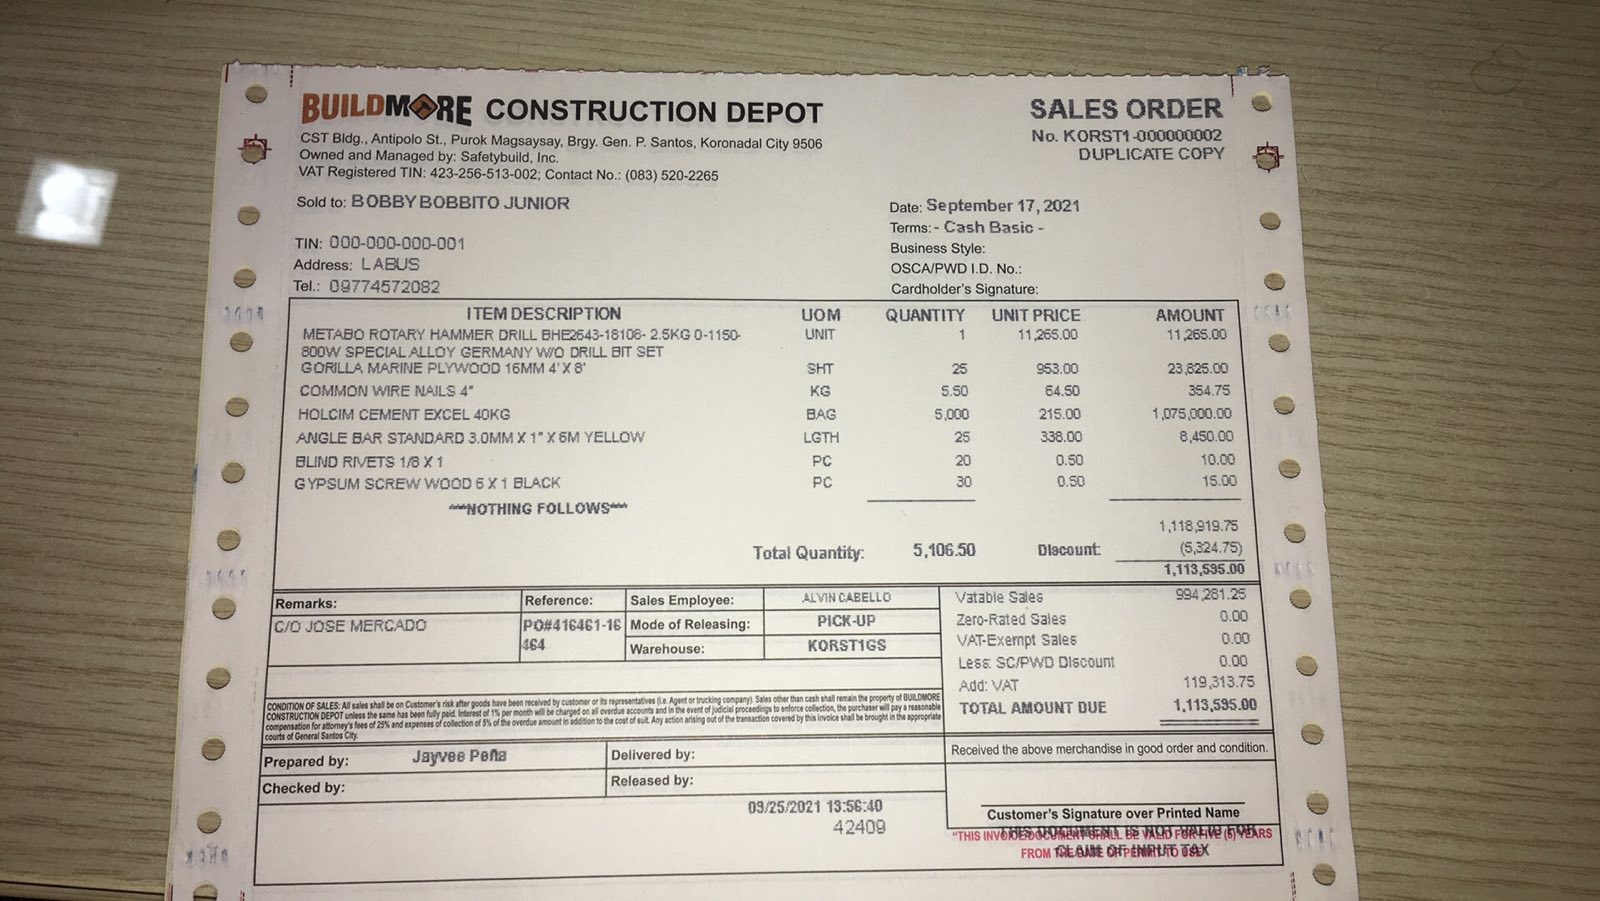 BUILDMORE CONSTRUCTION DEPOT
CST Bldg., Antipolo St., Purok Magsaysay, Brgy. Gen. P. Santos, Koronadal City 9506
Owned and Managed by: Safetybuild, Inc.
VAT Registered TIN: 423-256-513-002; Contact No.: (083) 520-2265
SALES ORDER
No. KORST1-000000002
DUPLICATE COPY
Sold to: BOBBY BOBBITO JUNIOR
TIN: 000-000-000-001
Address: LABUS
Tel.: 09774572082
Date: September 17, 2021
Terms: - Cash Basic -
Business Style:
OSCA/PWD I.D. No.:
Cardholder's Signature:
ITEM DESCRIPTION UOM QUANTITY UNIT PRICE AMOUNT
METABO ROTARY HAMMER DRILL BHE2643-18108- 2.5KG 0-1150- UNIT 1 11,265.00 11,265.00
800W SPECIAL ALLOY GERMANY W/O DRILL BIT SET
GORILLA MARINE PLYWOOD 16MM 4' X 8' SHT 25 953.00 23,825.00
COMMON WIRE NAILS 4" KG 5.50 64.50 354.75
HOLCIM CEMENT EXCEL 40KG BAG 5,000 215.00 1,075,000.00
ANGLE BAR STANDARD 3.0MM X 1" X 6M YELLOW LGTH 25 338.00 8,450.00
BLIND RIVETS 1/8 X 1 PC 20 0.50 10.00
GYPSUM SCREW WOOD 6 X 1 BLACK PC 30 0.50 15.00
***NOTHING FOLLOWS***
1,118,919.75
Total Quantity: 5,106.50 Discount: (5,324.75)
1,113,595.00
Remarks:
C/O JOSE MERCADO
Reference:
PO#416461-16
464
Sales Employee: ALVIN CABELLO
Mode of Releasing: PICK-UP
Warehouse: KORST1GS
Vatable Sales 994,281.25
Zero-Rated Sales 0.00
VAT-Exempt Sales 0.00
Less: SC/PWD Discount 0.00
Add: VAT 119,313.75
TOTAL AMOUNT DUE 1,113,595.00
CONDITION OF SALES: All sales shall be on Customer's risk after goods have been received by customer or its representatives (i.e. Agent or trucking company). Sales other than cash shall remain the property of BUILDMORE
CONSTRUCTION DEPOT unless the same has been fully paid. Interest of 1% per month will be charged on all overdue accounts and in the event of judicial proceedings to enforce collection, the purchaser will pay a reasonable
compensation for attorney's fees of 25% and expenses of collection of 5% of the overdue amount in addition to the cost of suit. Any action arising out of the transaction covered by this invoice shall be brought in the appropriate
courts of General Santos City.
Prepared by: Jayvee Peña
Checked by:
Delivered by:
Released by:
Received the above merchandise in good order and condition.
Customer's Signature over Printed Name
09/25/2021 13:56:40
42409
"THIS INVOICE/DOCUMENT SHALL BE VALID FOR FIVE (5) YEARS
FROM THE DATE OF PERMIT TO USE
THIS DOCUMENT IS NOT VALID FOR
CLAIM OF INPUT TAX